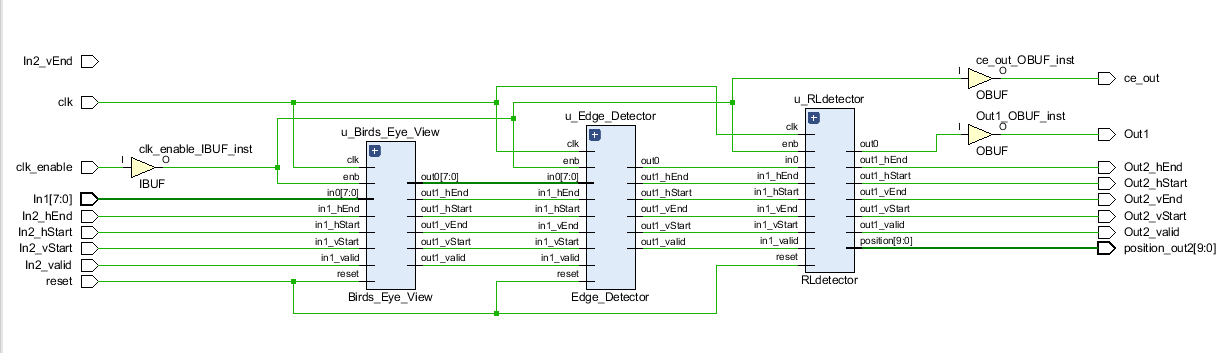 In2_vEnd
clk
clk_enable
In1[7:0]
In2_hEnd
In2_hStart
In2_vStart
In2_valid
reset
clk_enable_IBUF_inst
I
O
IBUF
u_Birds_Eye_View
clk
enb
in0[7:0]
in1_hEnd
in1_hStart
in1_vStart
in1_valid
reset
out0[7:0]
out1_hEnd
out1_hStart
out1_vEnd
out1_vStart
out1_valid
Birds_Eye_View
u_Edge_Detector
clk
enb
in0[7:0]
in1_hEnd
in1_hStart
in1_vEnd
in1_vStart
in1_valid
reset
out0
out1_hEnd
out1_hStart
out1_vEnd
out1_vStart
out1_valid
Edge_Detector
u_RLdetector
clk
enb
in0
in1_hEnd
in1_hStart
in1_vEnd
in1_vStart
in1_valid
reset
out0
out1_hEnd
out1_hStart
out1_vEnd
out1_vStart
out1_valid
position[9:0]
RLdetector
ce_out_OBUF_inst
I
O
OBUF
Out1_OBUF_inst
I
O
OBUF
ce_out
Out1
Out2_hEnd
Out2_hStart
Out2_vEnd
Out2_vStart
Out2_valid
position_out2[9:0]